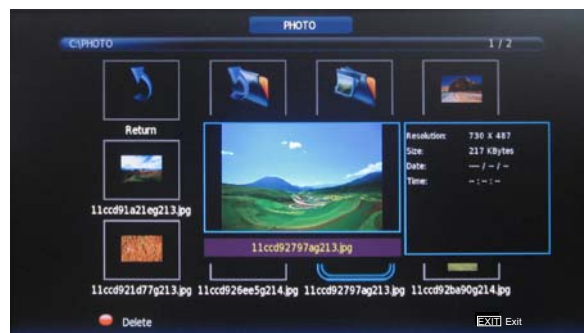 PHOTO
C:\PHOTO
1 / 2
Return
Resolution: 730 X 487
Size: 217 KBytes
Date: ---- / -- / --
Time: -- : -- : --
11ccd91a21eg213.jpg
11ccd92797ag213.jpg
11ccd921d77g213.jpg 11ccd926ee5g214.jpg 11ccd92797ag213.jpg 11ccd92ba90g214.jpg
Delete
EXIT Exit